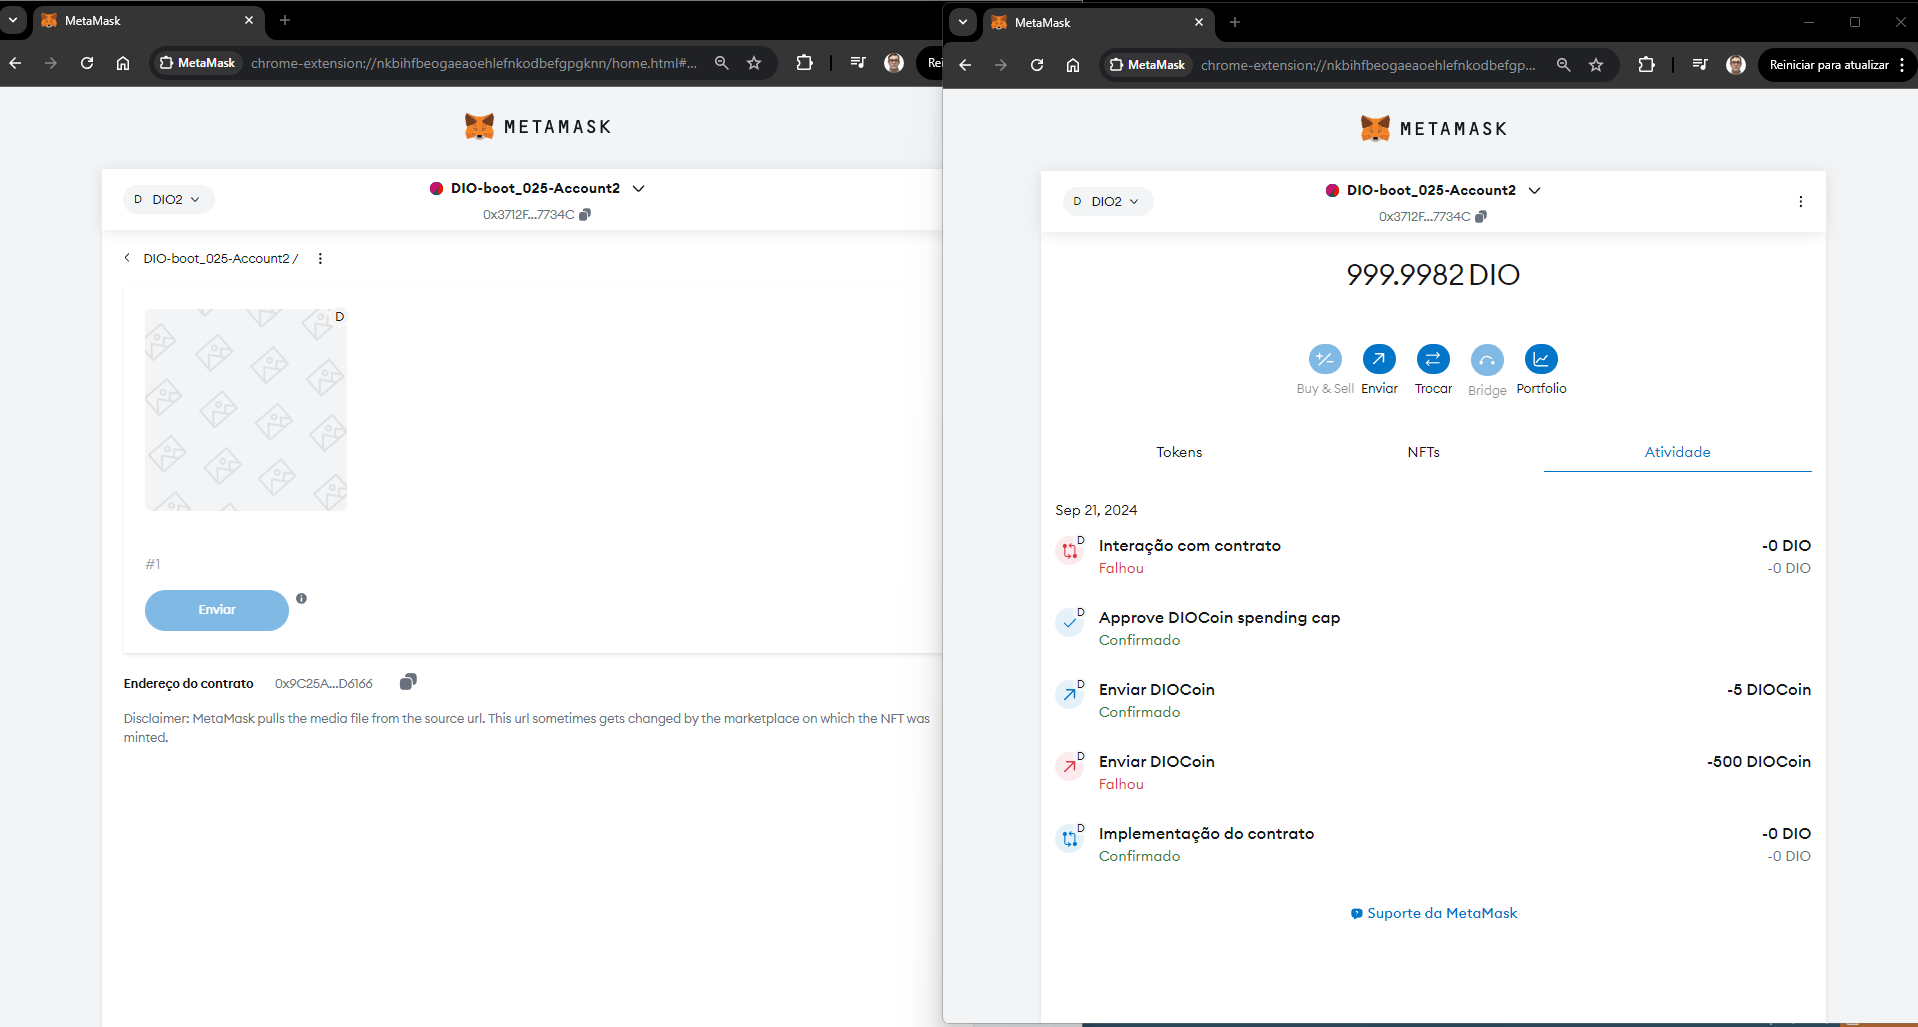 MetaMask
MetaMask
chrome-extension://nkbihfbeogaeaoehlefnkodbefgpgknn/home.html#...
Rei
METAMASK
D DIO2
DIO-boot_025-Account2
0x3712F...7734C
DIO-boot_025-Account2 /
D
#1
Enviar
Endereço do contrato 0x9C25A...D6166
Disclaimer: MetaMask pulls the media file from the source url. This url sometimes gets changed by the marketplace on which the NFT was
minted.
MetaMask
MetaMask
chrome-extension://nkbihfbeogaeaoehlefnkodbefgp...
Reiniciar para atualizar
METAMASK
D DIO2
DIO-boot_025-Account2
0x3712F...7734C
999.9982 DIO
Buy & Sell Enviar Trocar Bridge Portfolio
Tokens NFTs Atividade
Sep 21, 2024
D Interação com contrato -0 DIO
Falhou -0 DIO
D Approve DIOCoin spending cap
Confirmado
D Enviar DIOCoin -5 DIOCoin
Confirmado
D Enviar DIOCoin -500 DIOCoin
Falhou
D Implementação do contrato -0 DIO
Confirmado -0 DIO
Suporte da MetaMask